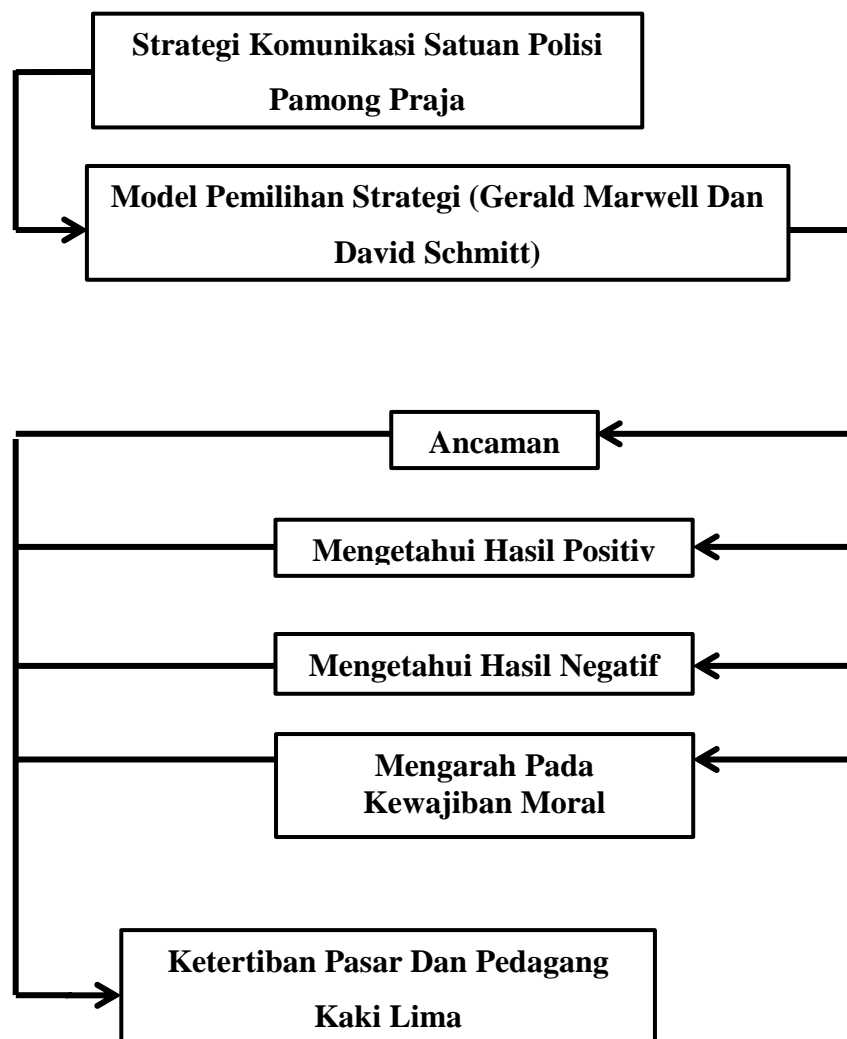 Strategi Komunikasi Satuan Polisi
Pamong Praja
Model Pemilihan Strategi (Gerald Marwell Dan
David Schmitt)
Ancaman
Mengetahui Hasil Positiv
Mengetahui Hasil Negatif
Mengarah Pada
Kewajiban Moral
Ketertiban Pasar Dan Pedagang
Kaki Lima